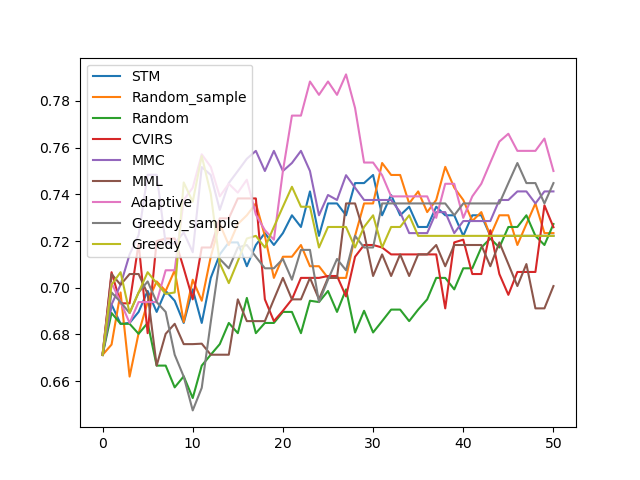 STM
Random_sample
Random
CVIRS
MMC
MML
Adaptive
Greedy_sample
Greedy
0.78
0.76
0.74
0.72
0.70
0.68
0.66
0 10 20 30 40 50